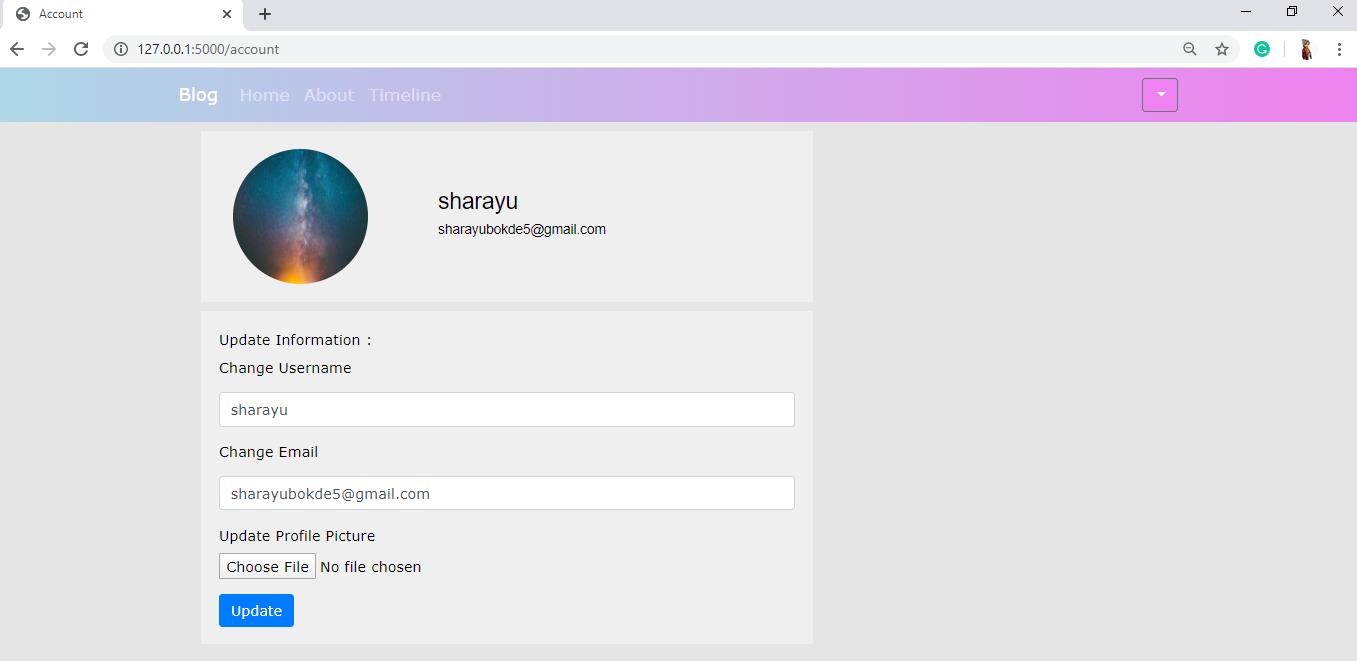 Account
127.0.0.1:5000/account
Blog Home About Timeline
sharayu
sharayubokde5@gmail.com
Update Information :
Change Username
sharayu
Change Email
sharayubokde5@gmail.com
Update Profile Picture
Choose File No file chosen
Update